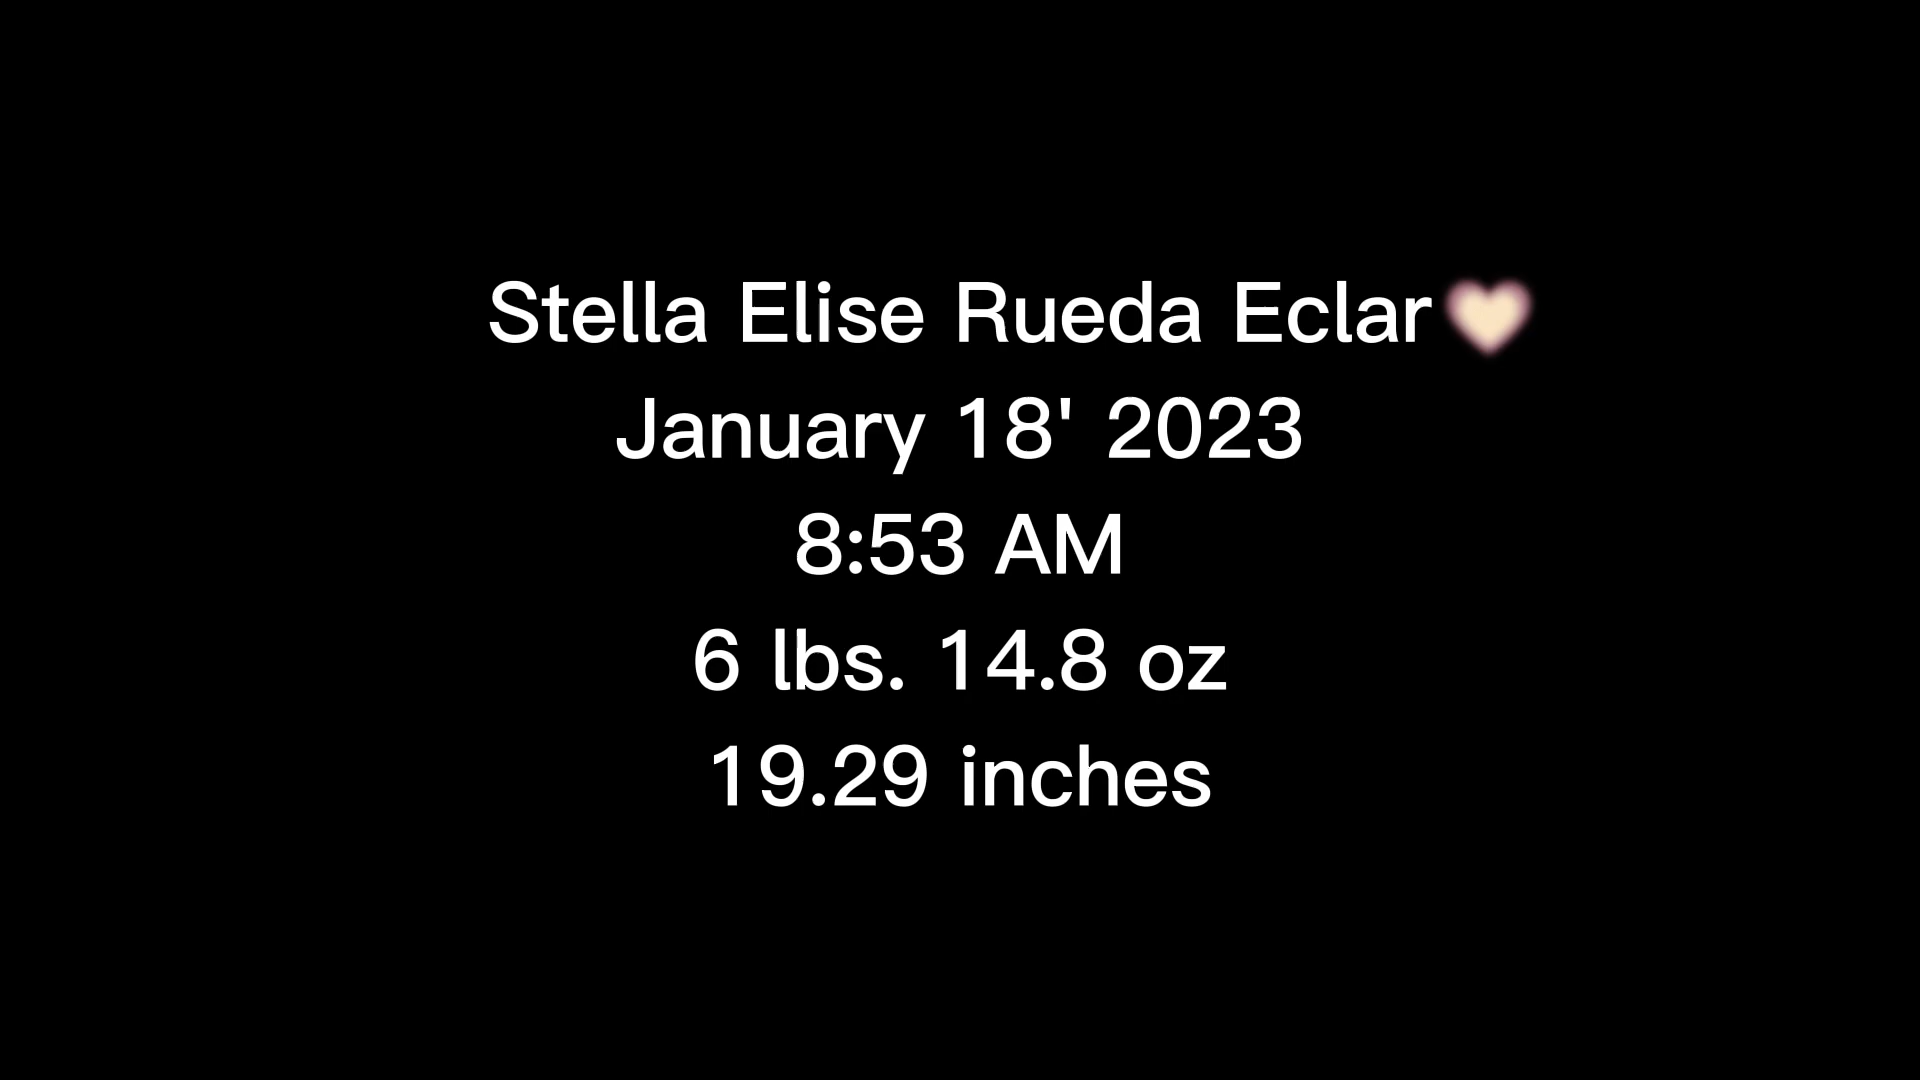 Stella Elise Rueda Eclar
January 18' 2023
8:53 AM
6 lbs. 14.8 oz
19.29 inches